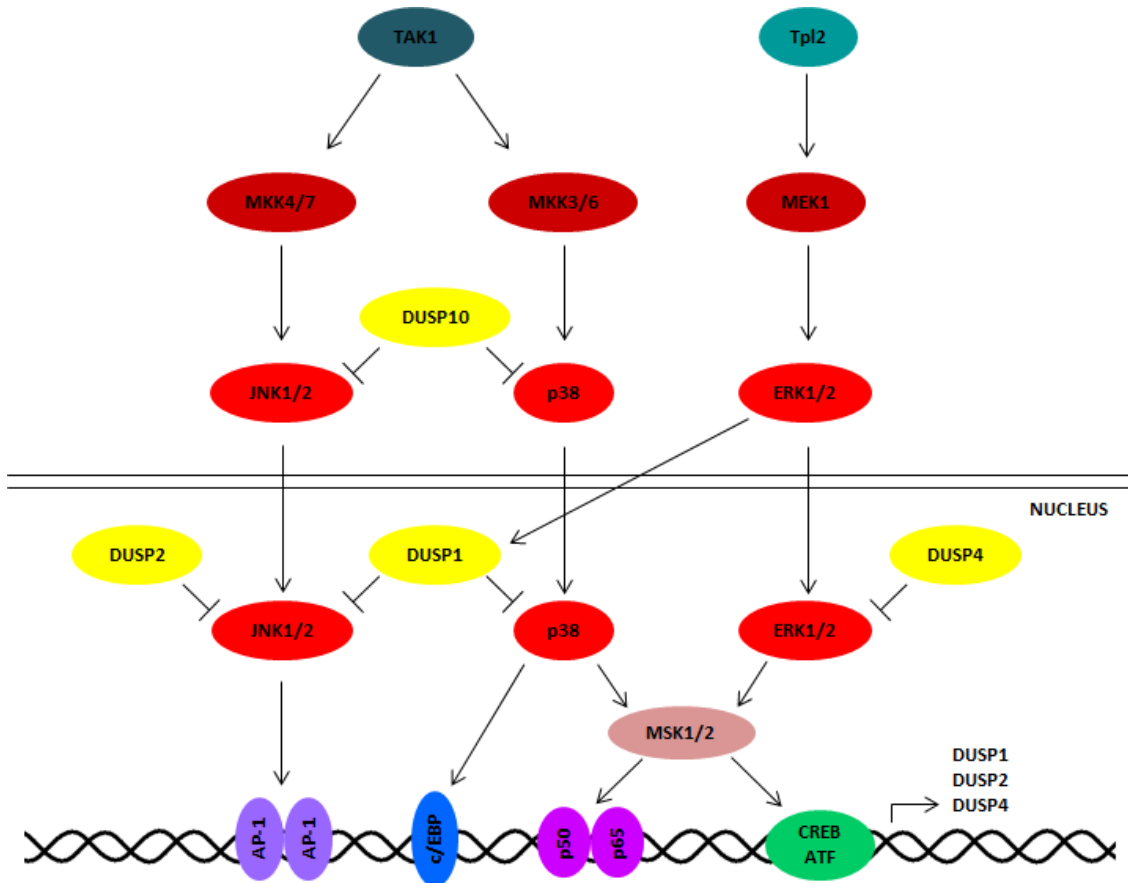 TAK1
Tpl2
MKK4/7
MKK3/6
MEK1
DUSP10
JNK1/2
p38
ERK1/2
NUCLEUS
DUSP2
DUSP1
DUSP4
JNK1/2
p38
ERK1/2
MSK1/2
DUSP1
DUSP2
DUSP4
AP-1
AP-1
c/EBP
p50
p65
CREB
ATF